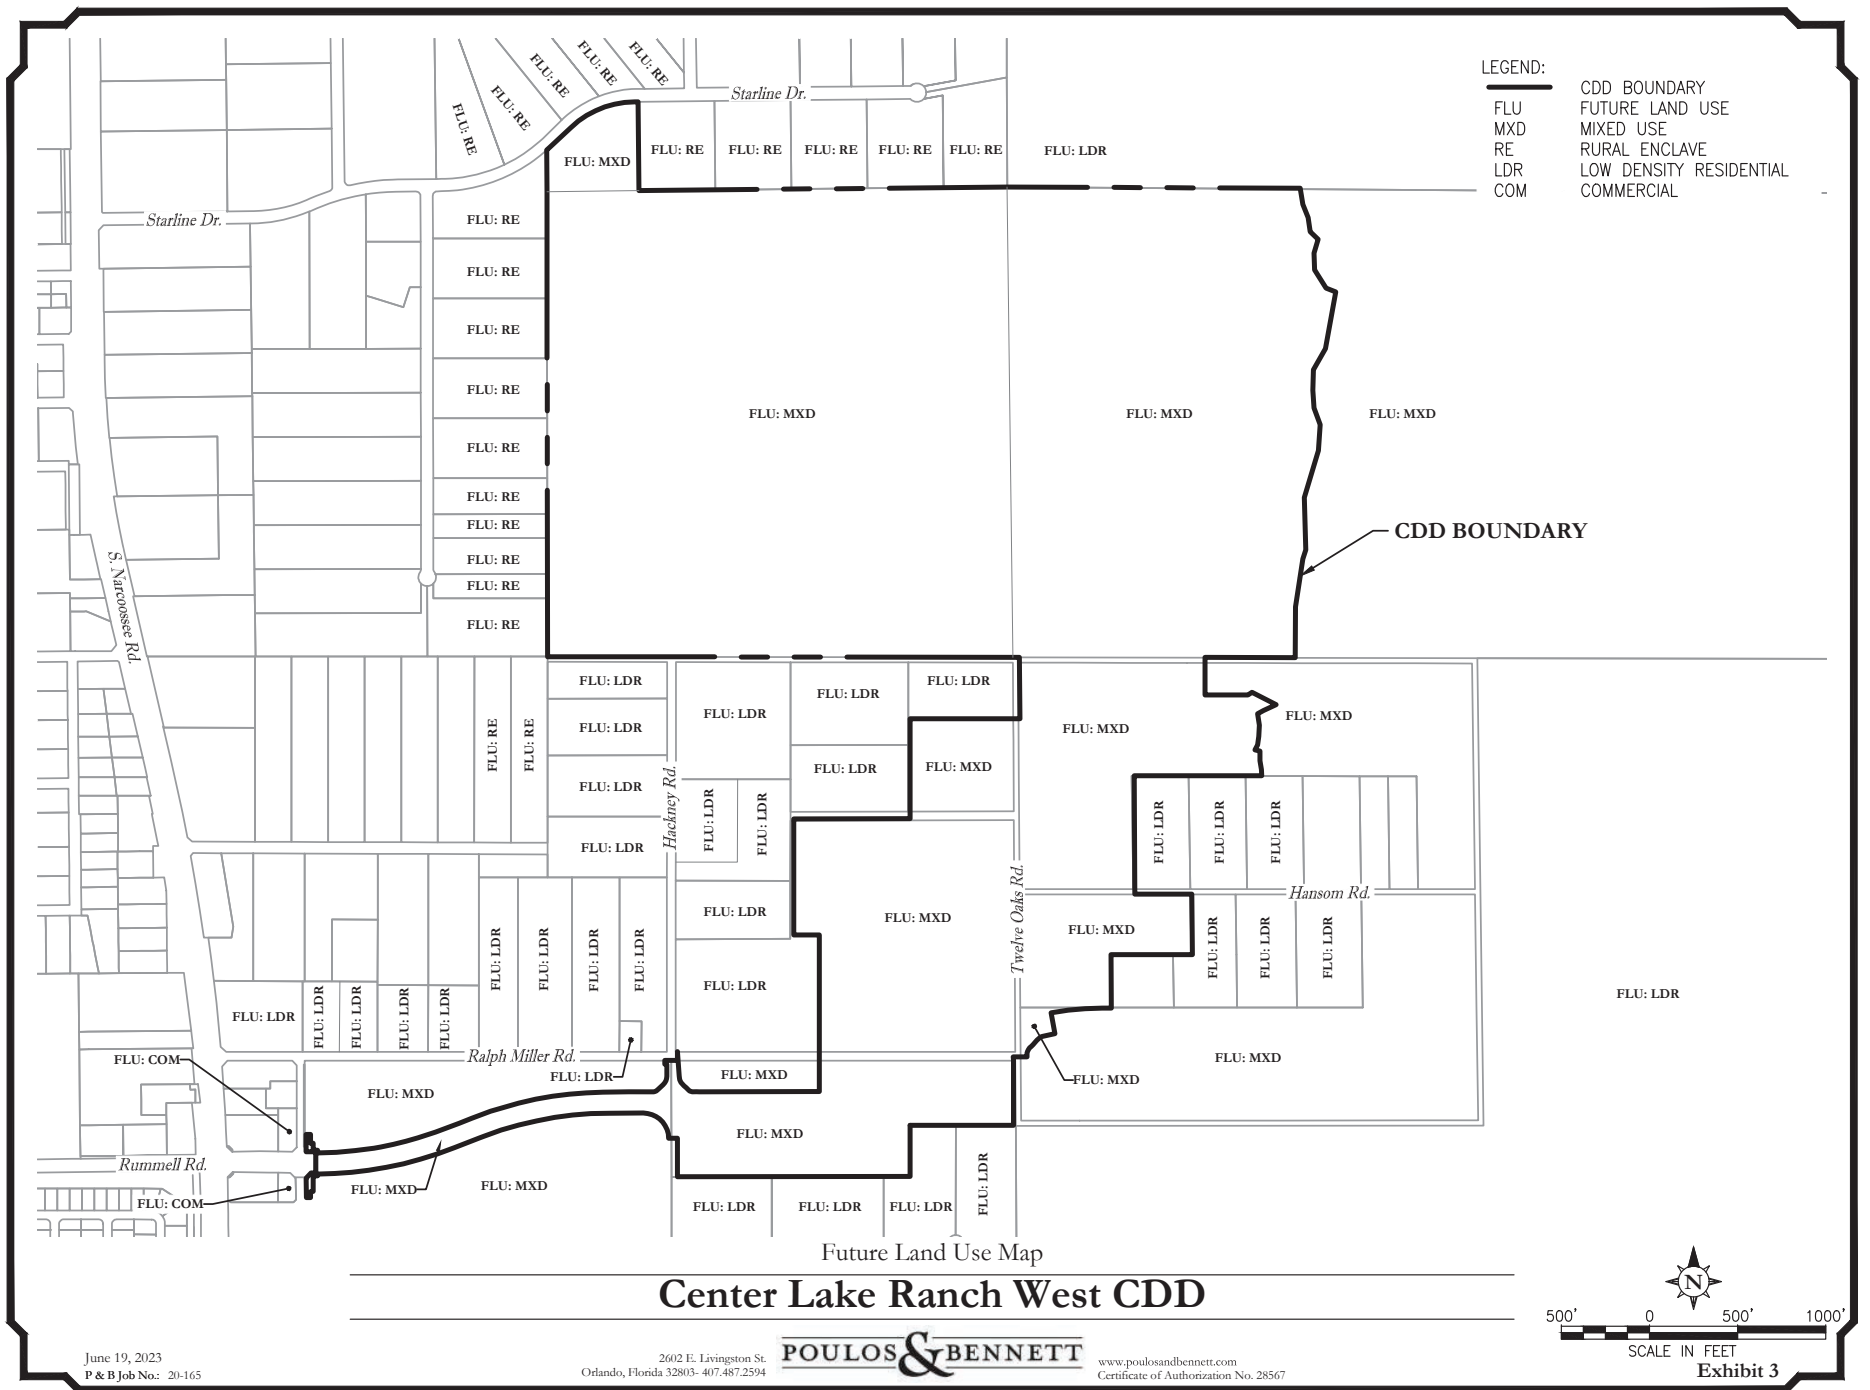 LEGEND:
CDD BOUNDARY
FLU FUTURE LAND USE
MXD MIXED USE
RE RURAL ENCLAVE
LDR LOW DENSITY RESIDENTIAL
COM COMMERCIAL
FLU: RE
FLU: RE
FLU: RE
FLU: RE
FLU: RE
Starline Dr.
FLU: MXD
FLU: RE
FLU: RE
FLU: RE
FLU: RE
FLU: RE
FLU: LDR
Starline Dr.
FLU: RE
FLU: RE
FLU: RE
FLU: RE
FLU: RE
FLU: RE
FLU: RE
FLU: RE
FLU: RE
FLU: RE
FLU: MXD
FLU: MXD
FLU: MXD
CDD BOUNDARY
S. Narcoossee Rd.
FLU: RE
FLU: RE
FLU: LDR
FLU: LDR
FLU: LDR
FLU: LDR
Hackney Rd.
FLU: LDR
FLU: LDR
FLU: LDR
FLU: LDR
FLU: LDR
FLU: LDR
FLU: MXD
FLU: MXD
FLU: MXD
FLU: LDR
FLU: LDR
FLU: LDR
Hansom Rd.
FLU: LDR
FLU: LDR
FLU: MXD
Twelve Oaks Rd.
FLU: MXD
FLU: LDR
FLU: LDR
FLU: LDR
FLU: LDR
FLU: LDR
FLU: LDR
FLU: LDR
FLU: LDR
FLU: LDR
FLU: LDR
FLU: LDR
FLU: LDR
FLU: LDR
FLU: COM
Ralph Miller Rd.
FLU: LDR
FLU: MXD
FLU: MXD
FLU: MXD
FLU: MXD
FLU: MXD
Rummell Rd.
FLU: COM
FLU: MXD
FLU: MXD
FLU: LDR
FLU: LDR
FLU: LDR
FLU: LDR
Future Land Use Map
Center Lake Ranch West CDD
June 19, 2023
P & B Job No.: 20-165
2602 E. Livingston St.
Orlando, Florida 32803- 407.487.2594
POULOS & BENNETT
www.poulosandbennett.com
Certificate of Authorization No. 28567
N
500' 0 500' 1000'
SCALE IN FEET
Exhibit 3